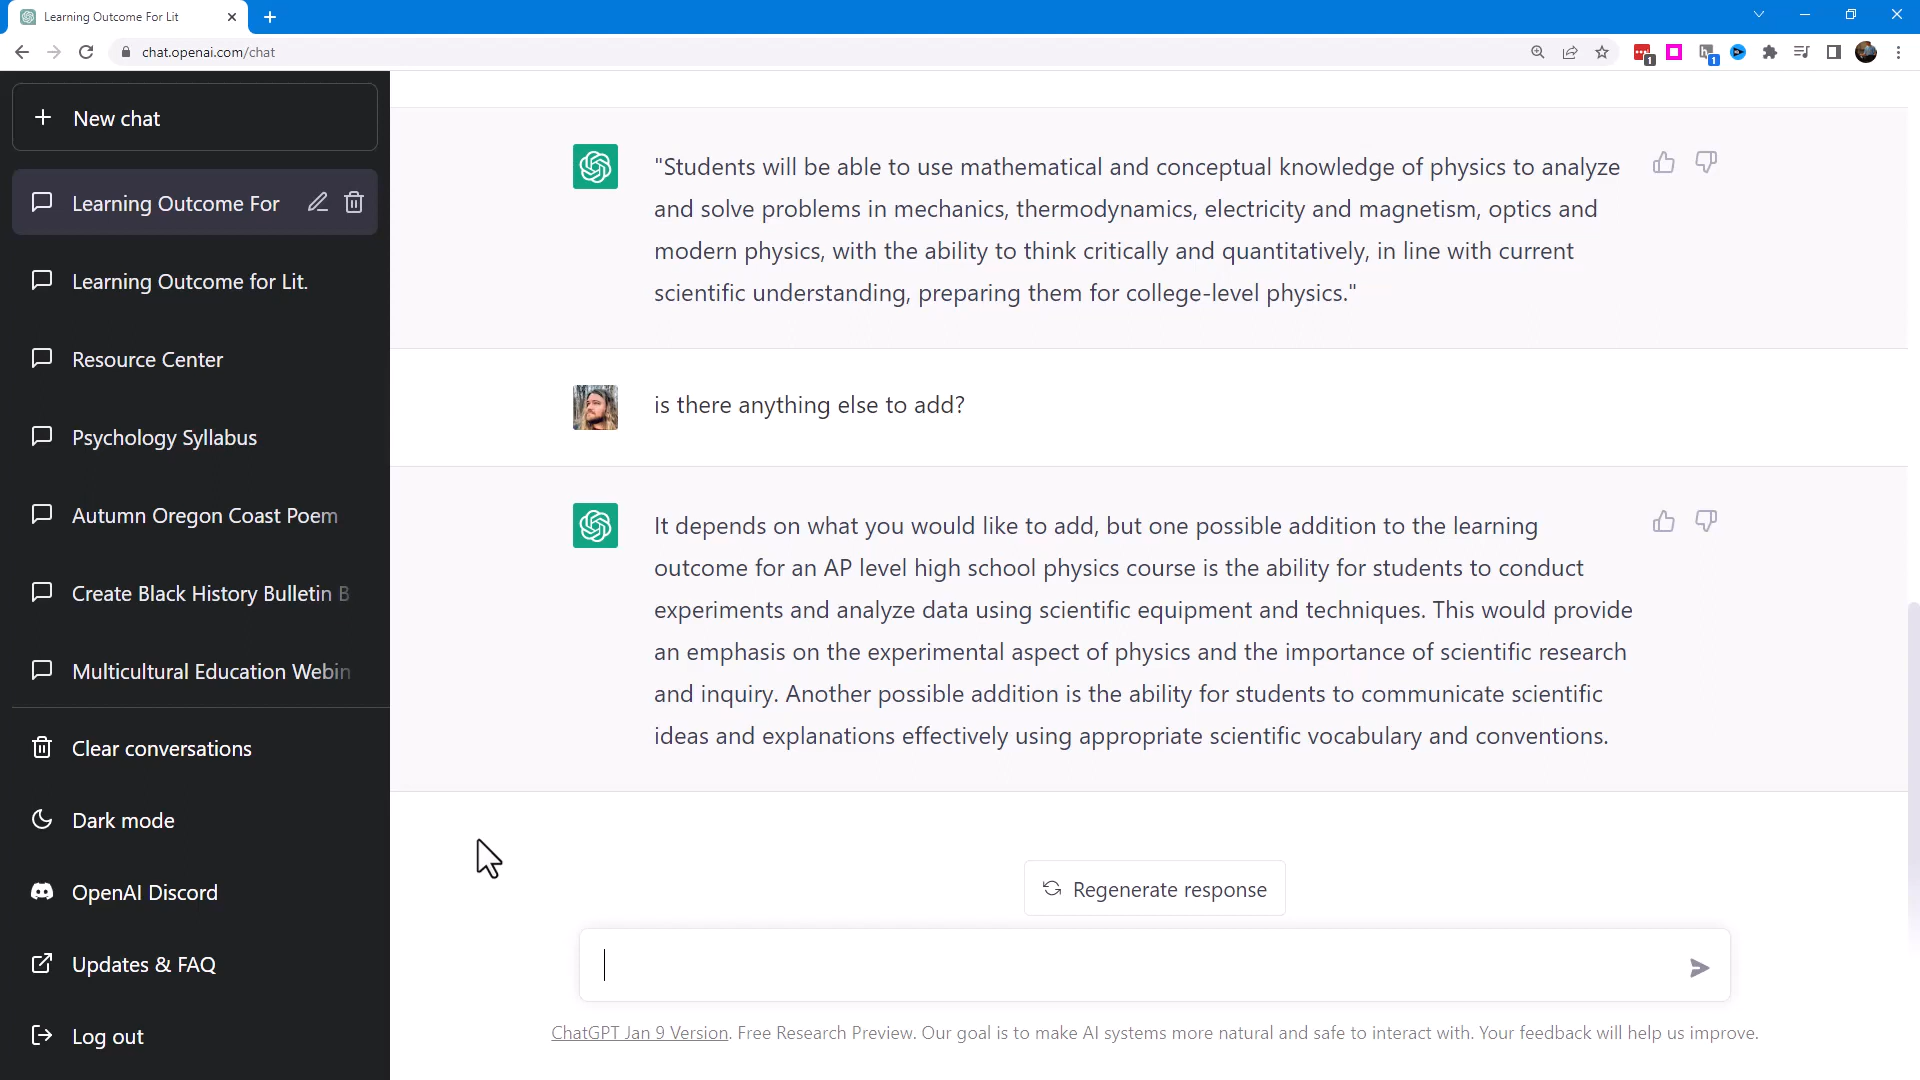 Learning Outcome For Lit
chat.openai.com/chat
1
1
New chat
Learning Outcome For
Learning Outcome for Lit.
Resource Center
Psychology Syllabus
Autumn Oregon Coast Poem
Create Black History Bulletin B
Multicultural Education Webin
Clear conversations
Dark mode
OpenAI Discord
Updates & FAQ
Log out
"Students will be able to use mathematical and conceptual knowledge of physics to analyze
and solve problems in mechanics, thermodynamics, electricity and magnetism, optics and
modern physics, with the ability to think critically and quantitatively, in line with current
scientific understanding, preparing them for college-level physics."
is there anything else to add?
It depends on what you would like to add, but one possible addition to the learning
outcome for an AP level high school physics course is the ability for students to conduct
experiments and analyze data using scientific equipment and techniques. This would provide
an emphasis on the experimental aspect of physics and the importance of scientific research
and inquiry. Another possible addition is the ability for students to communicate scientific
ideas and explanations effectively using appropriate scientific vocabulary and conventions.
Regenerate response
ChatGPT Jan 9 Version. Free Research Preview. Our goal is to make AI systems more natural and safe to interact with. Your feedback will help us improve.